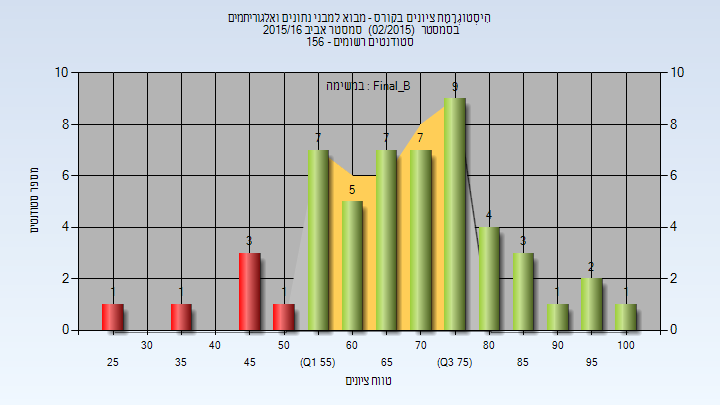 היסטוגרמת ציונים בקורס - מבוא למבני נתונים ואלגוריתמים
בסמסטר (02/2015) סמסטר אביב 2015/16
סטודנטים רשומים - 156
במשימה : Final_B
10 10
8 8
6 6
4 4
2 2
0 0
מספר סטודנטים
1 1 3 1 7 5 7 7 9 4 3 1 2 1
30 40 50 60 70 80 90 100
25 35 45 (Q1 55) 65 (Q3 75) 85 95
טווח ציונים